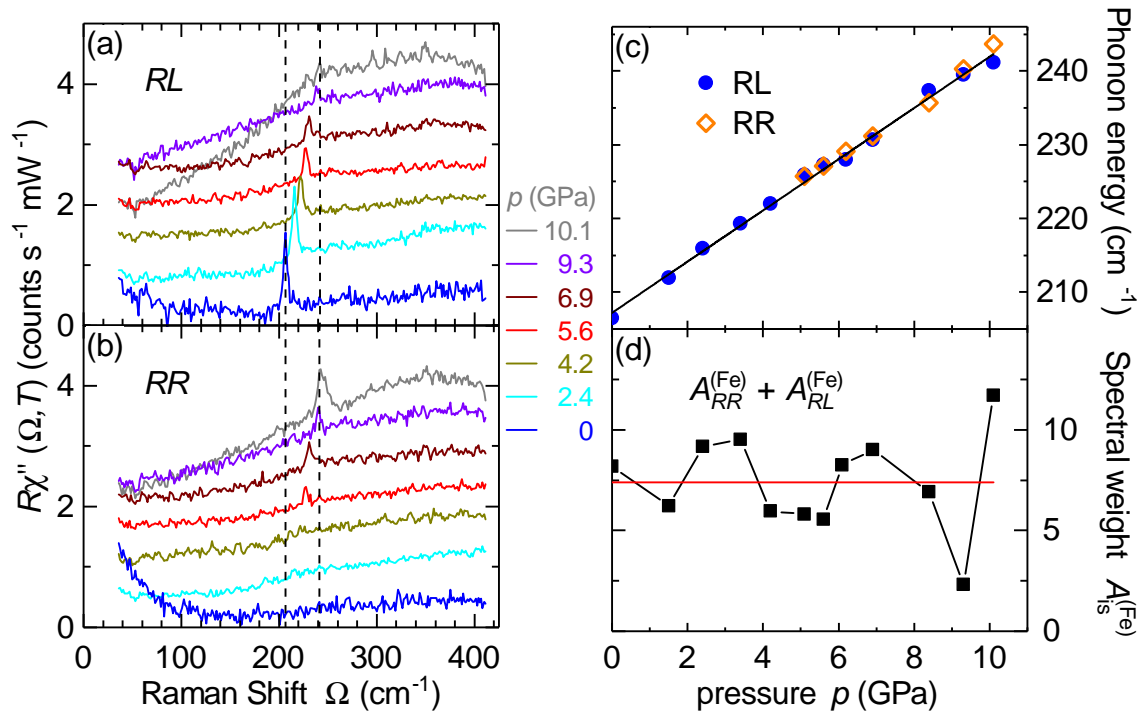 (a)
RL
4
2
0
Rχ'' (Ω,T) (counts s⁻¹ mW⁻¹)
(b)
RR
4
2
0
0 100 200 300 400
Raman Shift Ω (cm⁻¹)
p (GPa)
10.1
9.3
6.9
5.6
4.2
2.4
0
(c)
RL
RR
240
230
220
210
Phonon energy (cm⁻¹)
(d)
A_RR^(Fe) + A_RL^(Fe)
10
5
0
Spectral weight A_is^(Fe)
0 2 4 6 8 10
pressure p (GPa)